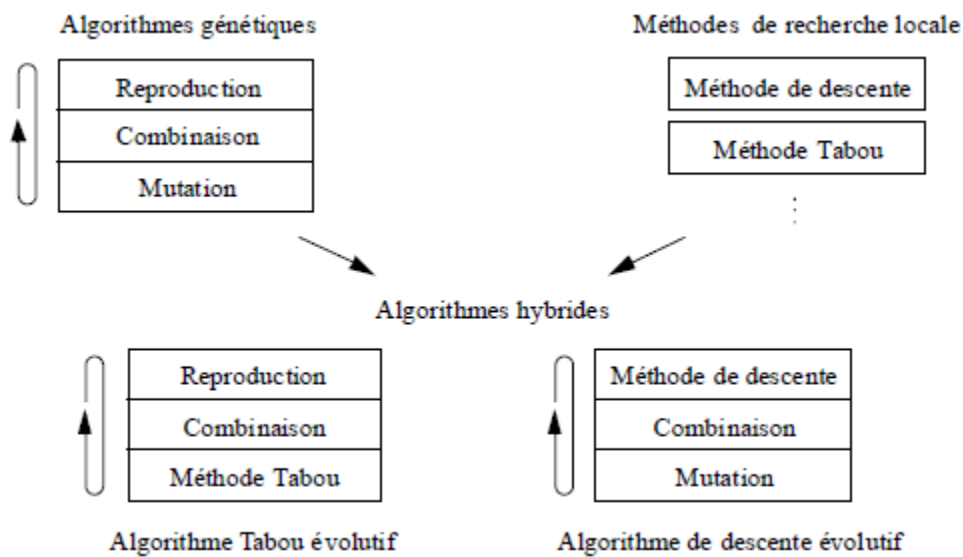 Algorithmes génétiques
Reproduction
Combinaison
Mutation
Méthodes de recherche locale
Méthode de descente
Méthode Tabou
Algorithmes hybrides
Reproduction
Combinaison
Méthode Tabou
Algorithme Tabou évolutif
Méthode de descente
Combinaison
Mutation
Algorithme de descente évolutif